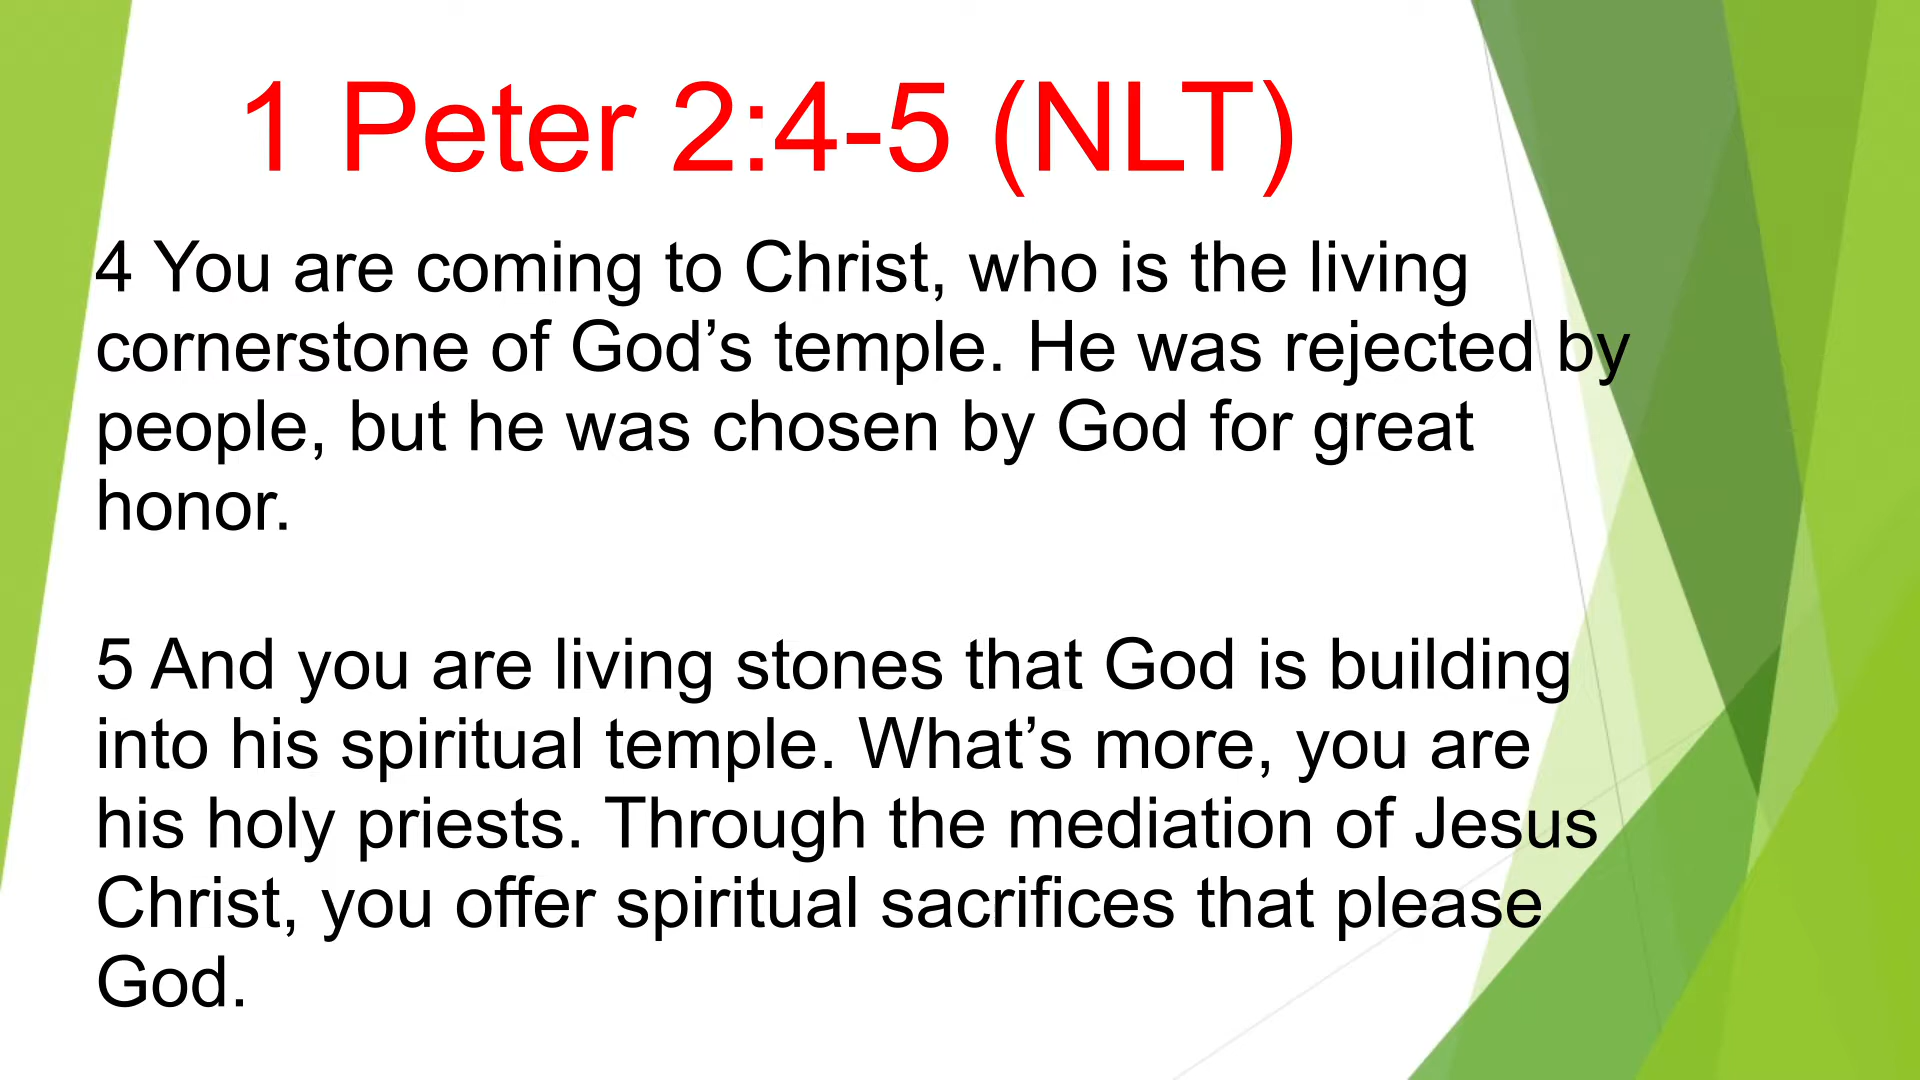 1 Peter 2:4-5 (NLT)
4 You are coming to Christ, who is the living
cornerstone of God’s temple. He was rejected by
people, but he was chosen by God for great
honor.
5 And you are living stones that God is building
into his spiritual temple. What’s more, you are
his holy priests. Through the mediation of Jesus
Christ, you offer spiritual sacrifices that please
God.